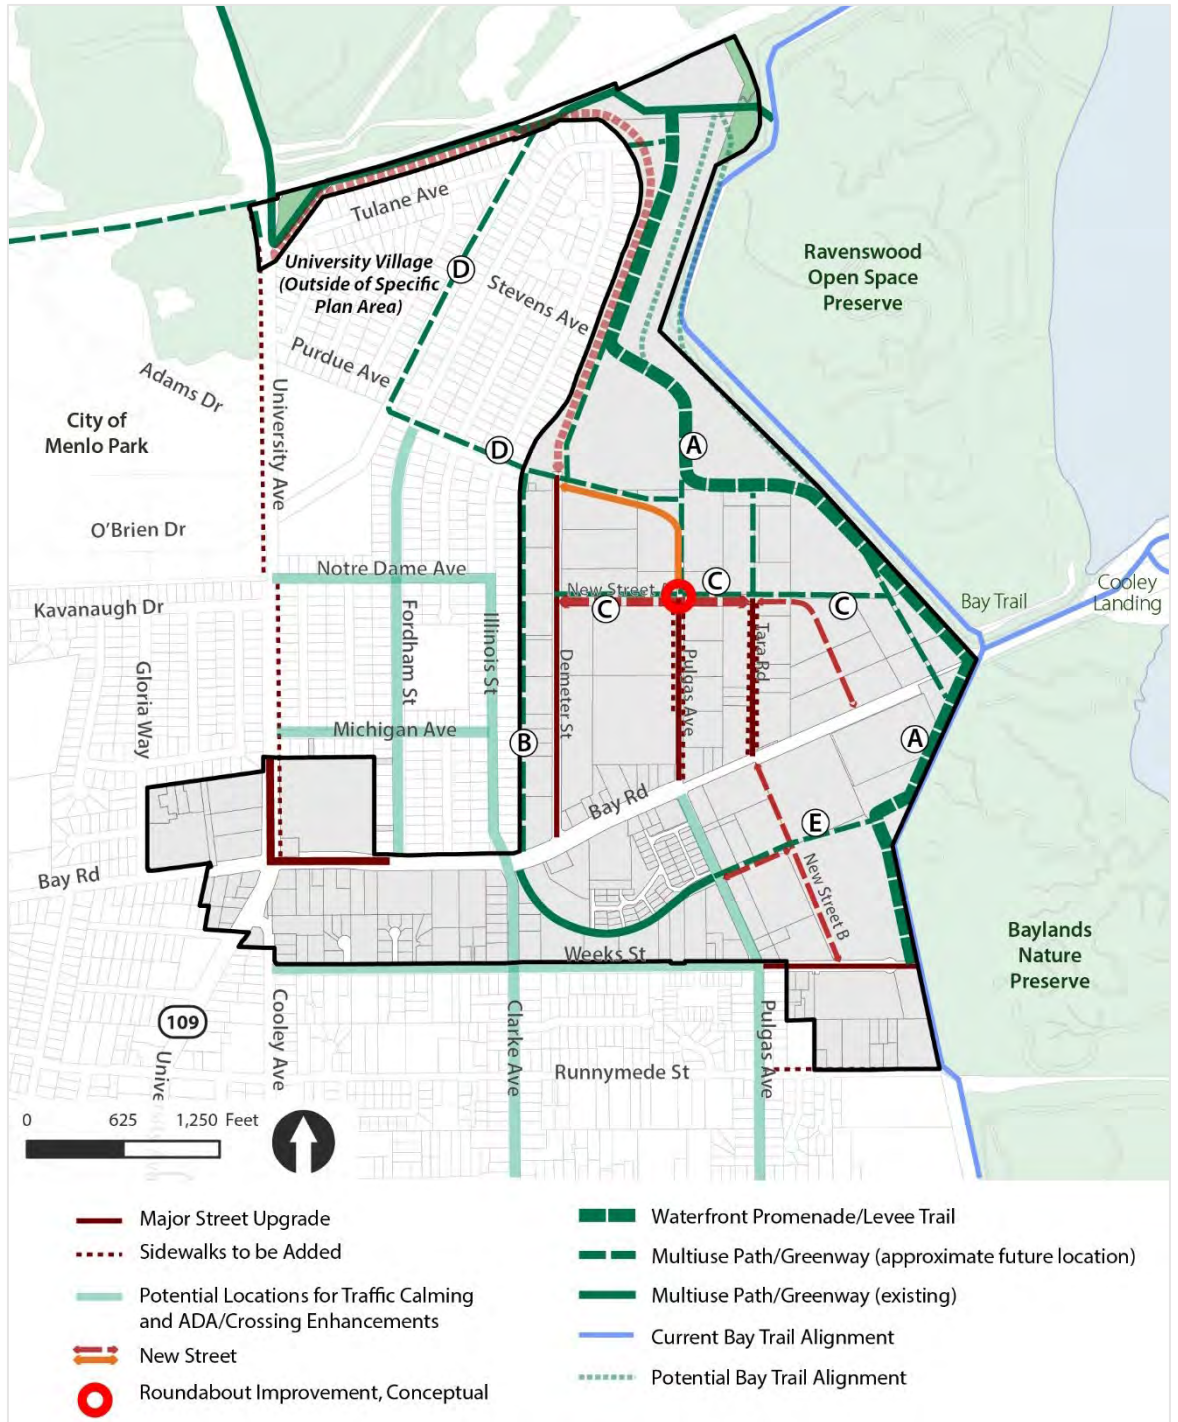 Tulane Ave
University Village
(Outside of Specific
Plan Area)
D
Stevens Ave
Ravenswood
Open Space
Preserve
Purdue Ave
Adams Dr
University Ave
City of
Menlo Park
D
A
O'Brien Dr
Notre Dame Ave
New Street
C
C
C
Kavanaugh Dr
Bay Trail
Cooley
Landing
Fordham St
Illinois St
Gloria Way
Demeter St
Pulgas Ave
Tara Rd
Michigan Ave
B
A
Bay Rd
E
Bay Rd
New Street B
Weeks St
Baylands
Nature
Preserve
109
Cooley Ave
Clarke Ave
Pulgas Ave
Unive
Runnymede St
0 625 1,250 Feet
Major Street Upgrade
Sidewalks to be Added
Potential Locations for Traffic Calming
and ADA/Crossing Enhancements
New Street
Roundabout Improvement, Conceptual
Waterfront Promenade/Levee Trail
Multiuse Path/Greenway (approximate future location)
Multiuse Path/Greenway (existing)
Current Bay Trail Alignment
Potential Bay Trail Alignment